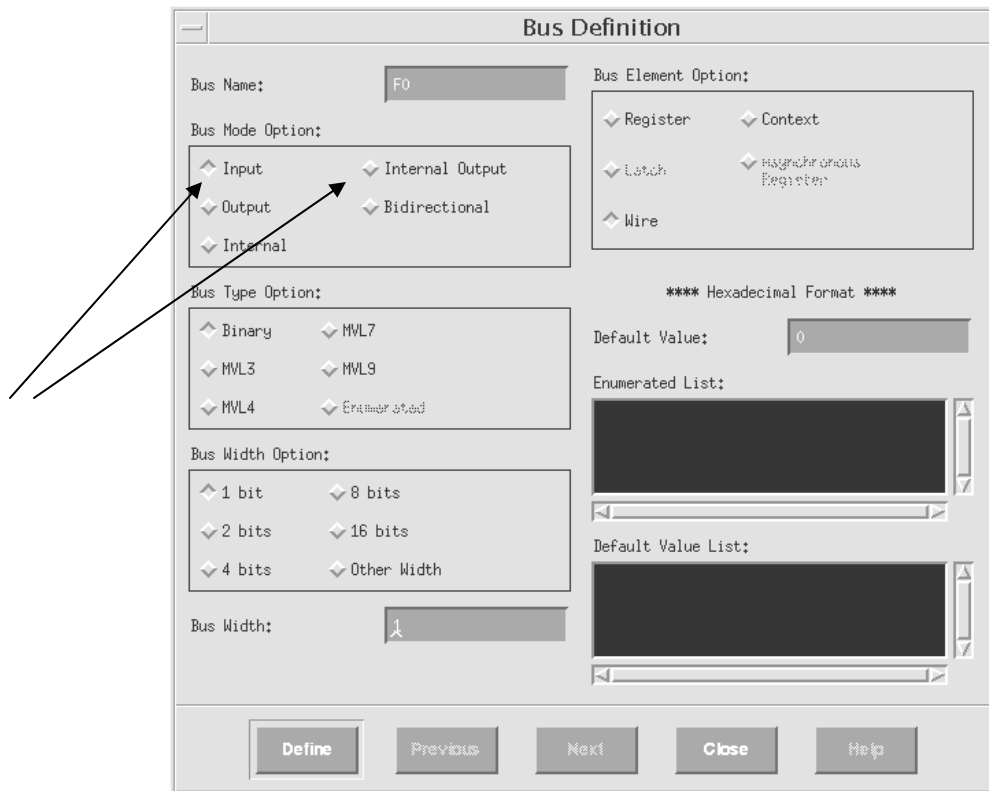 Bus Definition
Bus Name:
F0
Bus Mode Option:
Input
Internal Output
Output
Bidirectional
Internal
Bus Type Option:
Binary
MVL7
MVL3
MVL9
MVL4
Enumerated
Bus Width Option:
1 bit
8 bits
2 bits
16 bits
4 bits
Other Width
Bus Width:
1
Bus Element Option:
Register
Context
Latch
Asynchronous
Register
Wire
**** Hexadecimal Format ****
Default Value:
0
Enumerated List:
Default Value List:
Define
Previous
Next
Close
Help